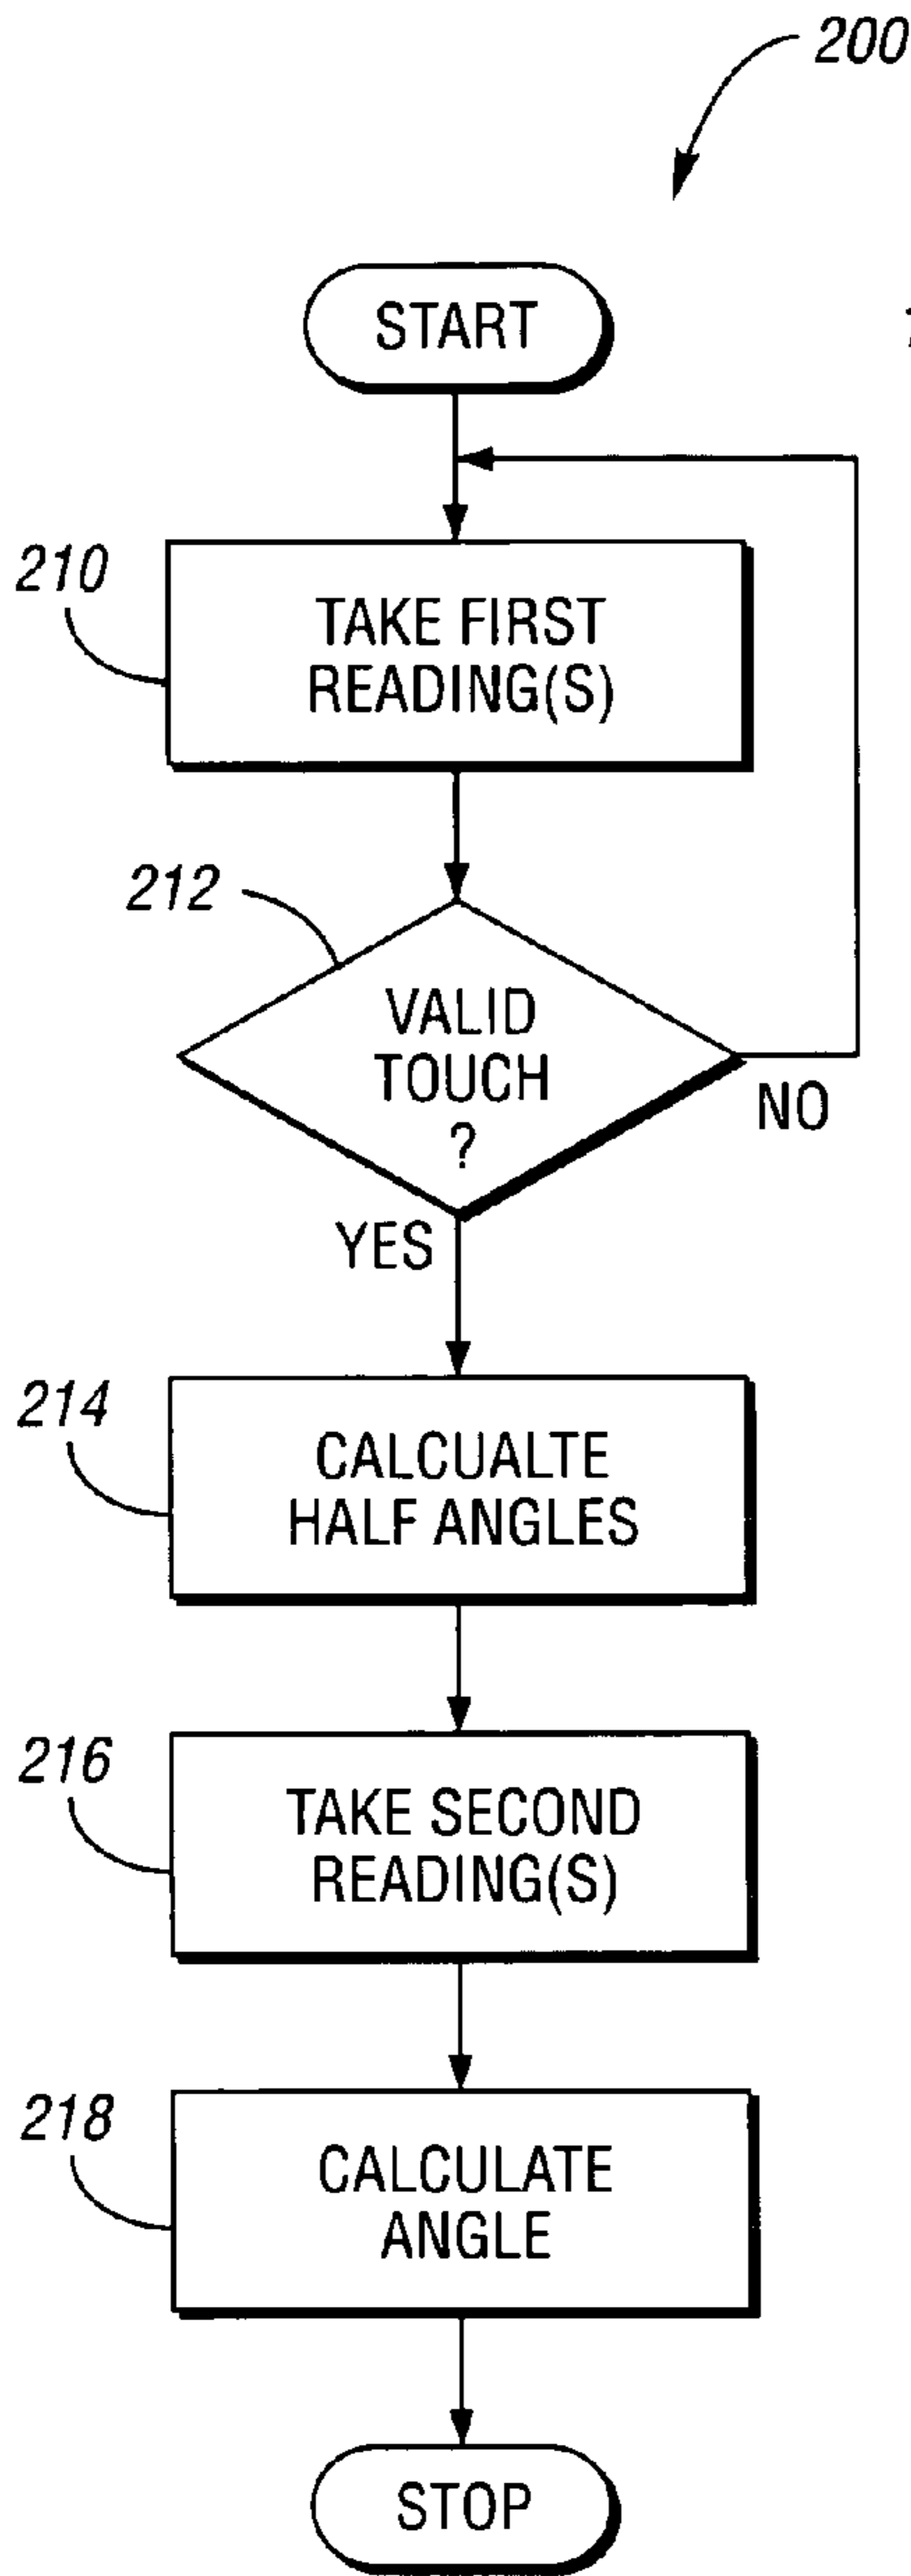 200
START
210
TAKE FIRST
READING(S)
212
VALID
TOUCH
?
NO
YES
214
CALCUALTE
HALF ANGLES
216
TAKE SECOND
READING(S)
218
CALCULATE
ANGLE
STOP